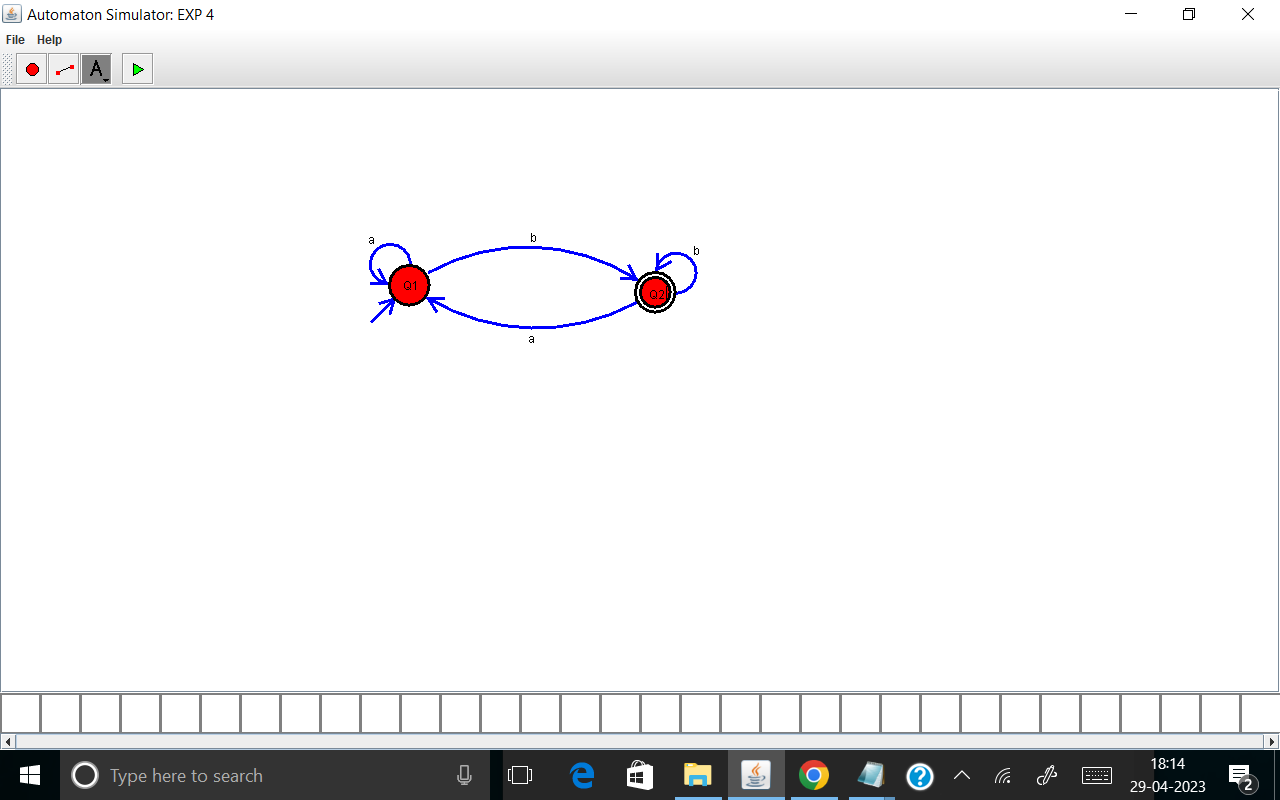 Automaton Simulator: EXP 4
File Help
A
a
b
b
Q1
Q2
a
Type here to search
18:14
29-04-2023
2